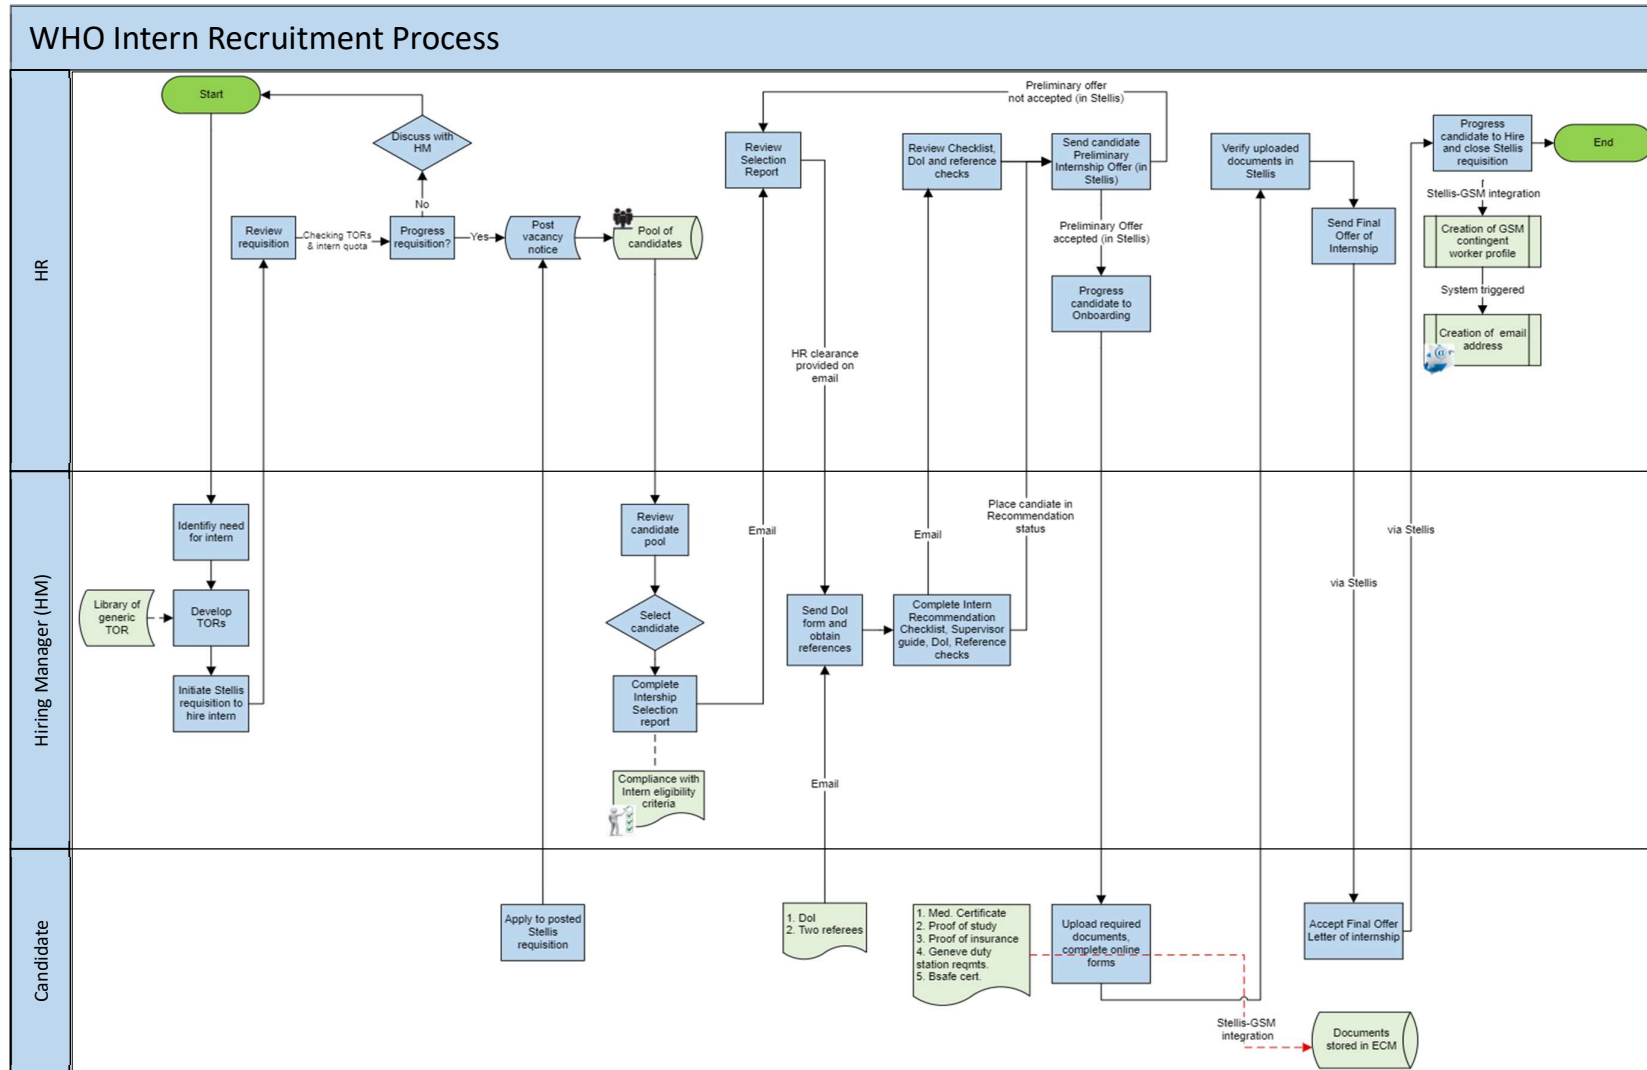 WHO Intern Recruitment Process
HR
Start
Discuss with
HM
No
Review
requisition
Checking TORs
& intern quota
Progress
requisition?
Yes
Post
vacancy
notice
Pool of
candidates
Review
Selection
Report
HR clearance
provided on
email
Review Checklist,
DoI and reference
checks
Preliminary offer
not accepted (in Stellis)
Send candidate
Preliminary
Internship Offer (in
Stellis)
Preliminary Offer
accepted (in Stellis)
Progress
candidate to
Onboarding
Verify uploaded
documents in
Stellis
Send Final
Offer of
Internship
Progress
candidate to Hire
and close Stellis
requisition
End
Stellis-GSM integration
Creation of GSM
contingent
worker profile
System triggered
Creation of email
address
Hiring Manager (HM)
Identifiy need
for intern
Library of
generic
TOR
Develop
TORs
Initiate Stellis
requisition to
hire intern
Review
candidate
pool
Select
candidate
Complete
Intership
Selection
report
Compliance with
Intern eligibility
criteria
Email
Send DoI
form and
obtain
references
Email
Email
Complete Intern
Recommendation
Checklist, Supervisor
guide, DoI, Reference
checks
Place candiate in
Recommendation
status
via Stellis
via Stellis
Candidate
Apply to posted
Stellis
requisition
1. DoI
2. Two referees
1. Med. Certificate
2. Proof of study
3. Proof of insurance
4. Geneve duty
station reqmts.
5. Bsafe cert.
Upload required
documents,
complete online
forms
Stellis-GSM
integration
Accept Final Offer
Letter of internship
Documents
stored in ECM